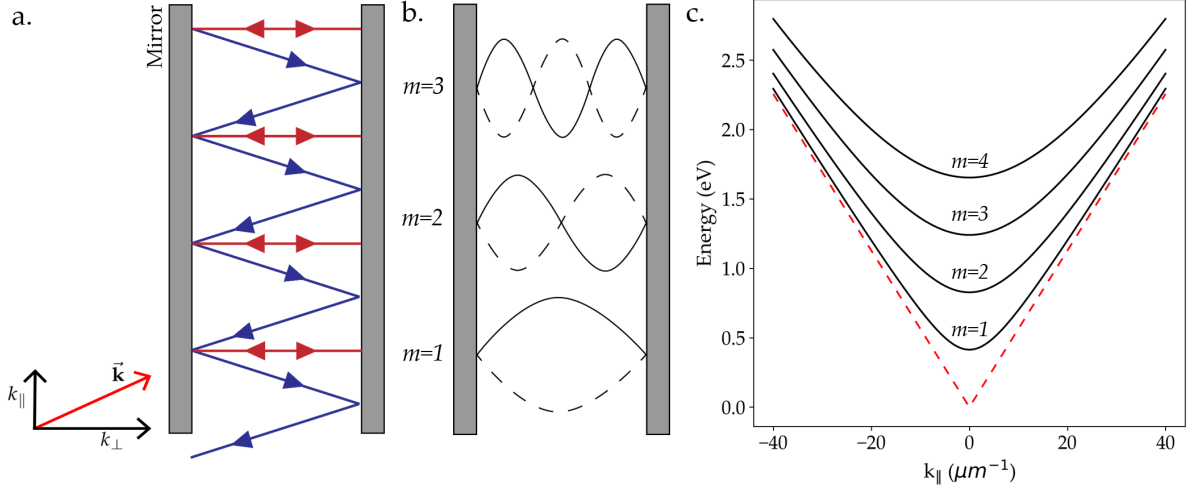 a.
Mirror
k∥
k⃗
k⊥
b.
m=3
m=2
m=1
c.
Energy (eV)
2.5
2.0
1.5
1.0
0.5
0.0
m=4
m=3
m=2
m=1
−40
−20
0
20
40
k∥ (μm⁻¹)